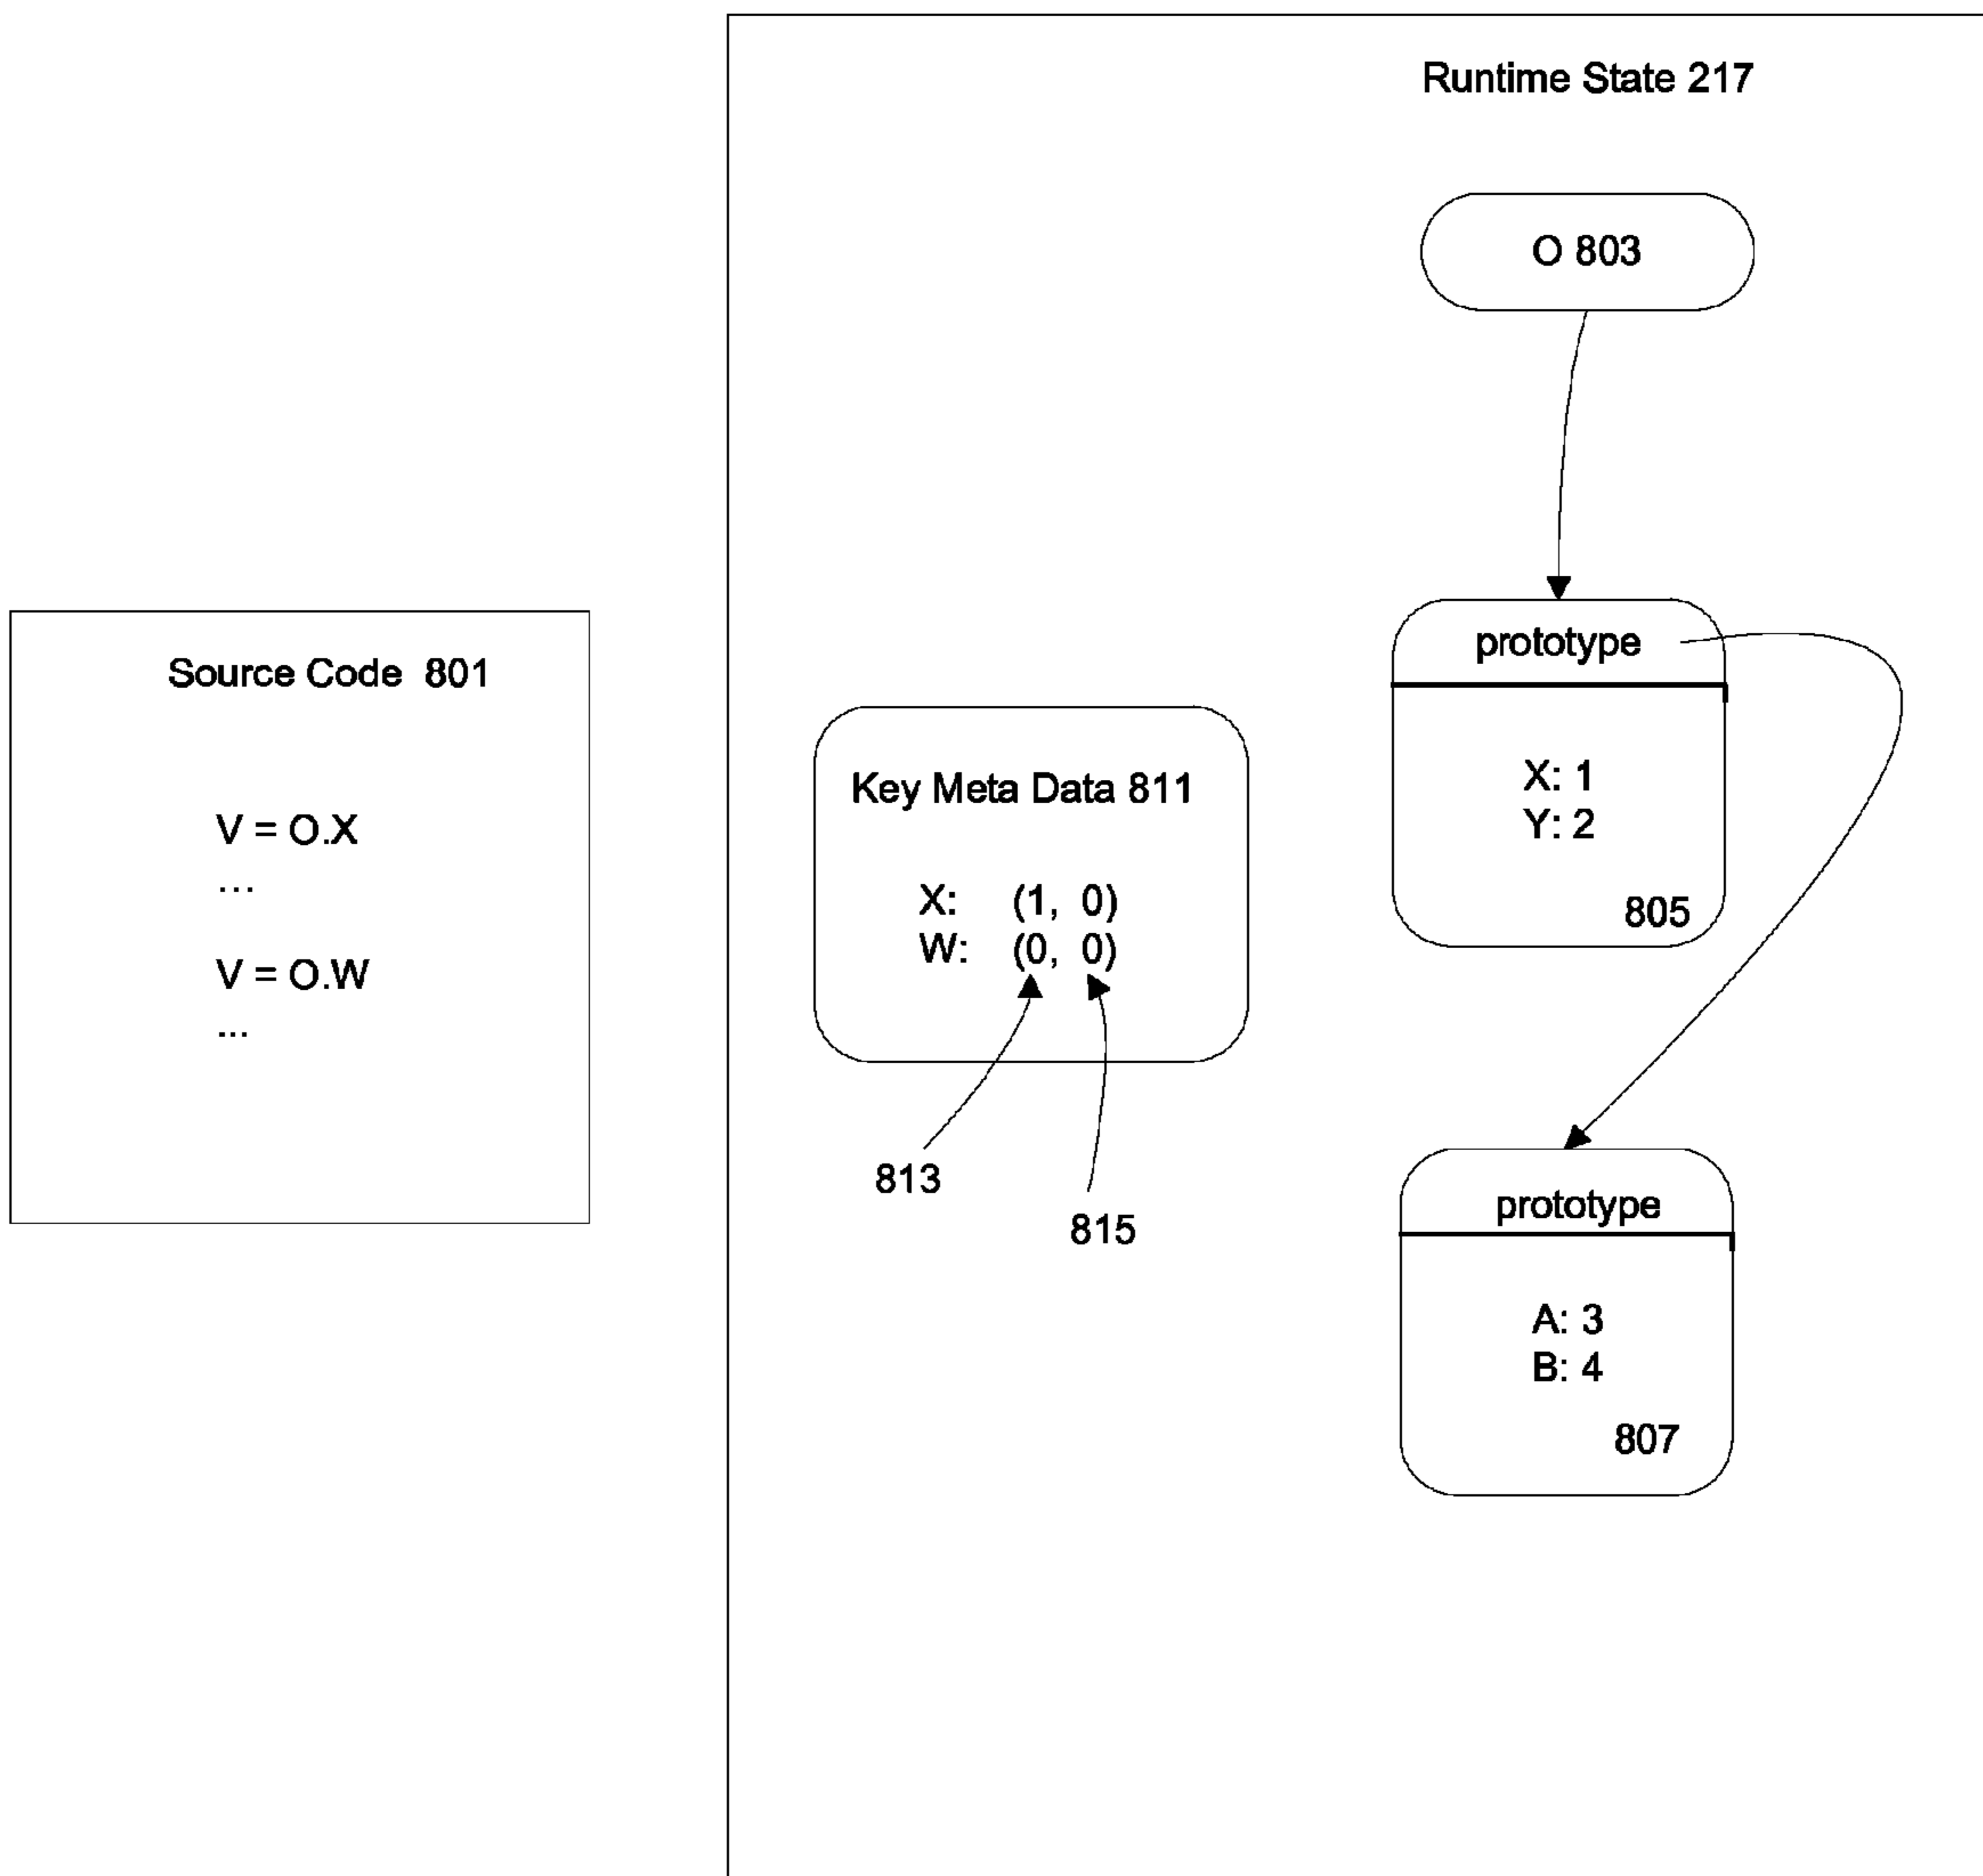 Runtime State 217
O 803
Source Code 801
V = O.X
...
V = O.W
...
Key Meta Data 811
X: (1, 0)
W: (0, 0)
813
815
prototype
X: 1
Y: 2
805
prototype
A: 3
B: 4
807